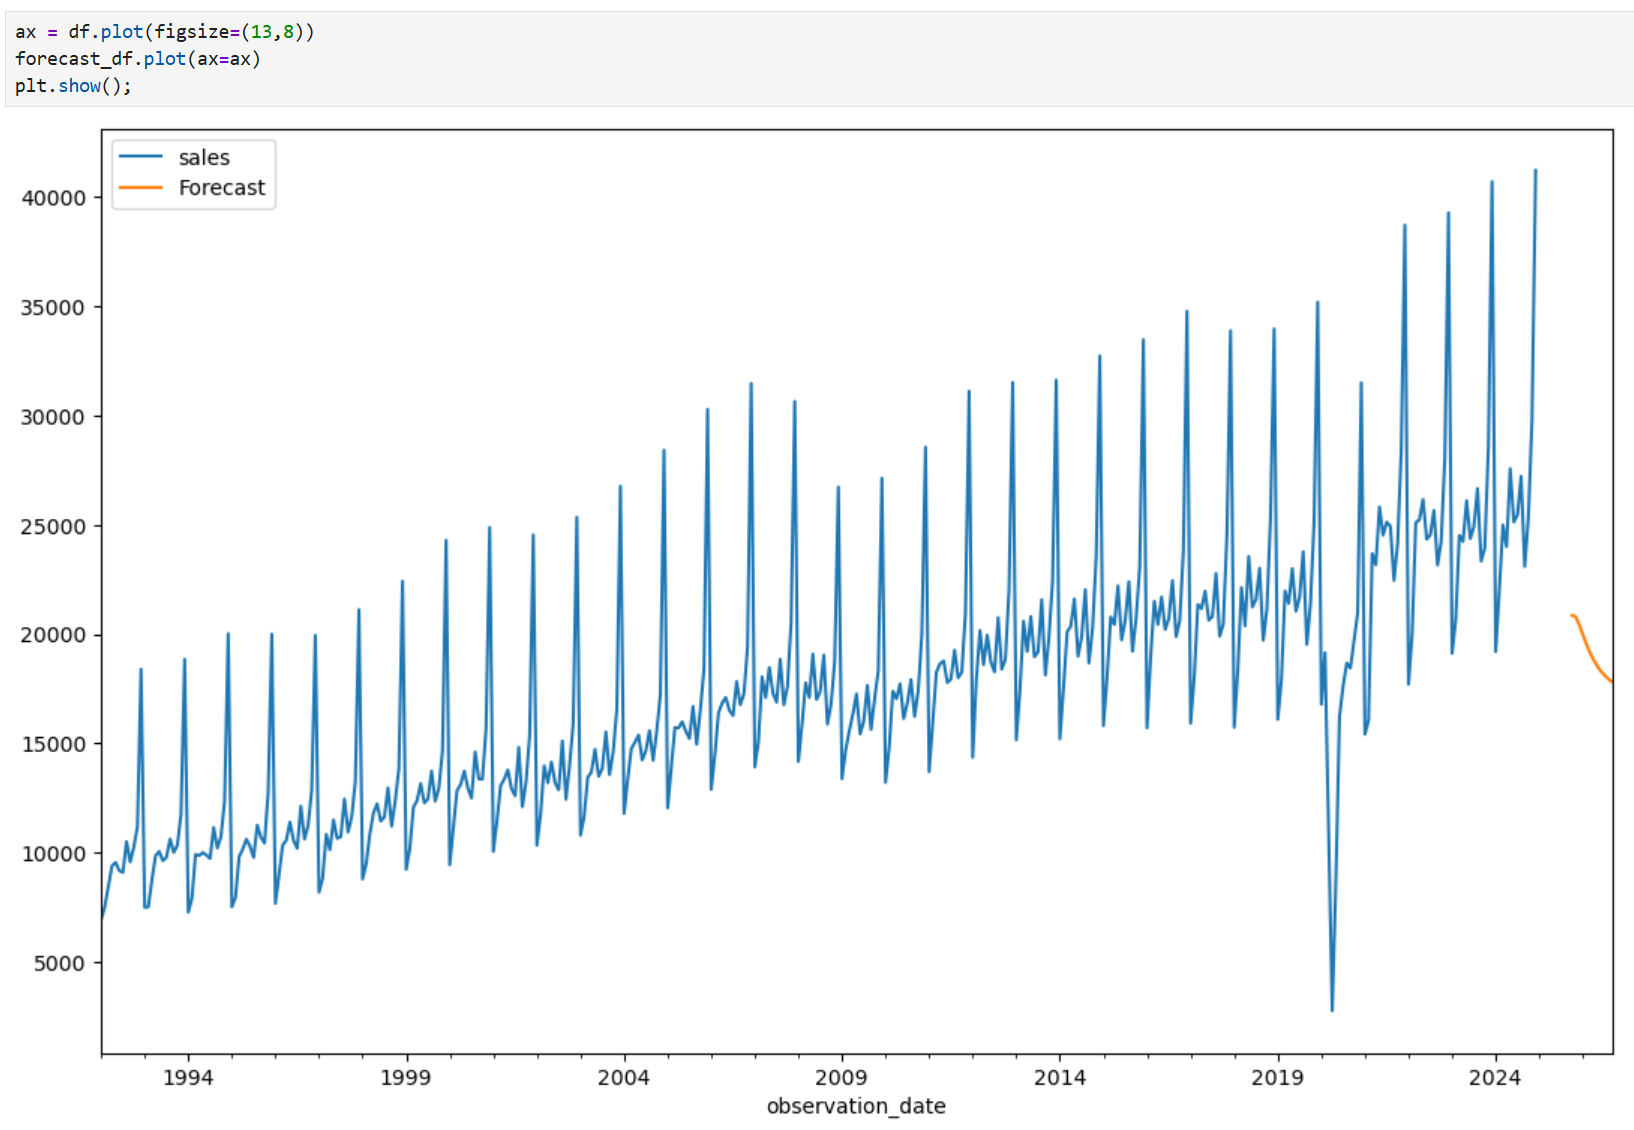 ax = df.plot(figsize=(13,8))
forecast_df.plot(ax=ax)
plt.show();
sales
Forecast
40000
35000
30000
25000
20000
15000
10000
5000
1994 1999 2004 2009 2014 2019 2024
observation_date